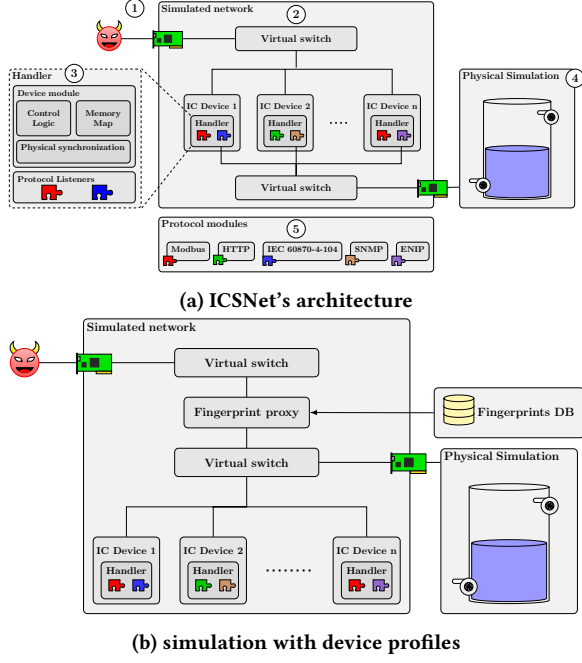 1
Simulated network
2
Virtual switch
Handler
3
Device module
Control
Logic
Memory
Map
Physical synchronization
Protocol Listeners
IC Device 1
Handler
IC Device 2
Handler
....
IC Device n
Handler
Virtual switch
Physical Simulation
4
Protocol modules
5
Modbus
HTTP
IEC 60870-4-104
SNMP
ENIP
(a) ICSNet's architecture
Simulated network
Virtual switch
Fingerprint proxy
Fingerprints DB
Virtual switch
Physical Simulation
IC Device 1
Handler
IC Device 2
Handler
........
IC Device n
Handler
(b) simulation with device profiles